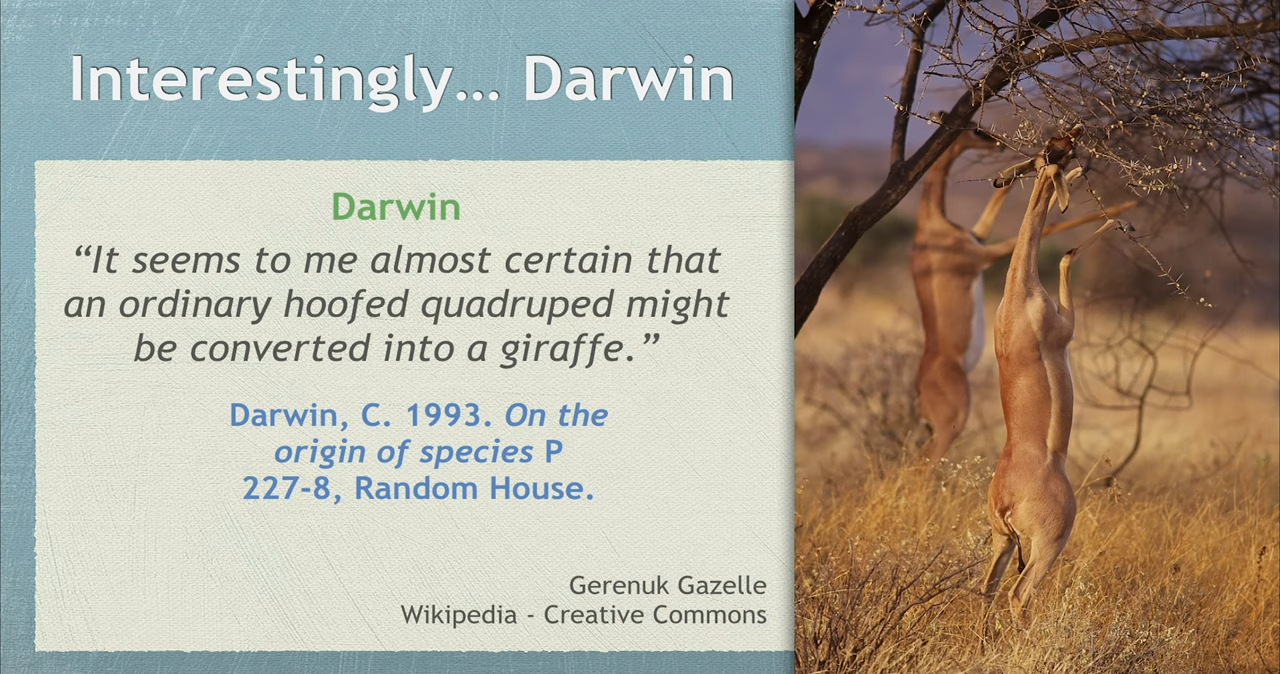 Interestingly... Darwin
Darwin
“It seems to me almost certain that
an ordinary hoofed quadruped might
be converted into a giraffe.”
Darwin, C. 1993. On the
origin of species P
227-8, Random House.
Gerenuk Gazelle
Wikipedia - Creative Commons